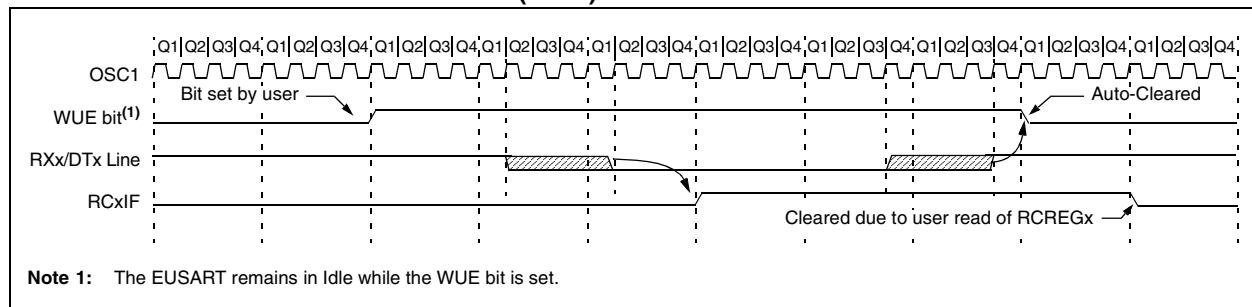 Q1|Q2|Q3|Q4|Q1|Q2|Q3|Q4|Q1|Q2|Q3|Q4|Q1|Q2|Q3|Q4|Q1|Q2|Q3|Q4|Q1|Q2|Q3|Q4|Q1|Q2|Q3|Q4|Q1|Q2|Q3|Q4|Q1|Q2|Q3|Q4|Q1|Q2|Q3|Q4
OSC1
Bit set by user
Auto-Cleared
WUE bit(1)
RXx/DTx Line
RCxIF
Cleared due to user read of RCREGx
Note 1: The EUSART remains in Idle while the WUE bit is set.